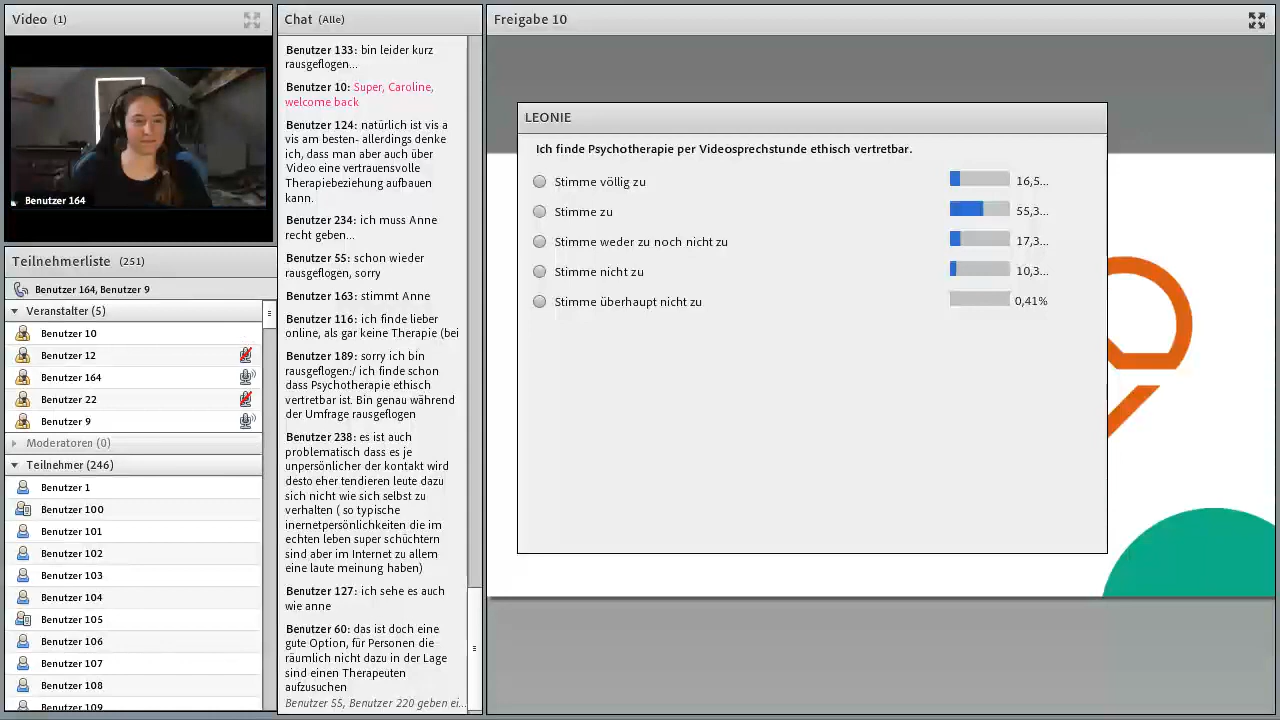 Video (1)
Benutzer 164
Teilnehmerliste (251)
Benutzer 164, Benutzer 9
Veranstalter (5)
Benutzer 10
Benutzer 12
Benutzer 164
Benutzer 22
Benutzer 9
Moderatoren (0)
Teilnehmer (246)
Benutzer 1
Benutzer 100
Benutzer 101
Benutzer 102
Benutzer 103
Benutzer 104
Benutzer 105
Benutzer 106
Benutzer 107
Benutzer 108
Benutzer 109
Chat (Alle)
Benutzer 133: bin leider kurz
rausgeflogen...
Benutzer 10: Super, Caroline,
welcome back
Benutzer 124: natürlich ist vis a
vis am besten- allerdings denke
ich, dass man aber auch über
Video eine vertrauensvolle
Therapiebeziehung aufbauen
kann.
Benutzer 234: ich muss Anne
recht geben...
Benutzer 55: schon wieder
rausgeflogen, sorry
Benutzer 163: stimmt Anne
Benutzer 116: ich finde lieber
online, als gar keine Therapie (bei
Benutzer 189: sorry ich bin
rausgeflogen:/ ich finde schon
dass Psychotherapie ethisch
vertretbar ist. Bin genau während
der Umfrage rausgeflogen
Benutzer 238: es ist auch
problematisch dass es je
unpersönlicher der kontakt wird
desto eher tendieren leute dazu
sich nicht wie sich selbst zu
verhalten ( so typische
inernetpersönlichkeiten die im
echten leben super schüchtern
sind aber im Internet zu allem
eine laute meinung haben)
Benutzer 127: ich sehe es auch
wie anne
Benutzer 60: das ist doch eine
gute Option, für Personen die
räumlich nicht dazu in der Lage
sind einen Therapeuten
aufzusuchen
Benutzer 55, Benutzer 220 geben ei...
Freigabe 10
LEONIE
Ich finde Psychotherapie per Videosprechstunde ethisch vertretbar.
Stimme völlig zu 16,5...
Stimme zu 55,3...
Stimme weder zu noch nicht zu 17,3...
Stimme nicht zu 10,3...
Stimme überhaupt nicht zu 0,41%